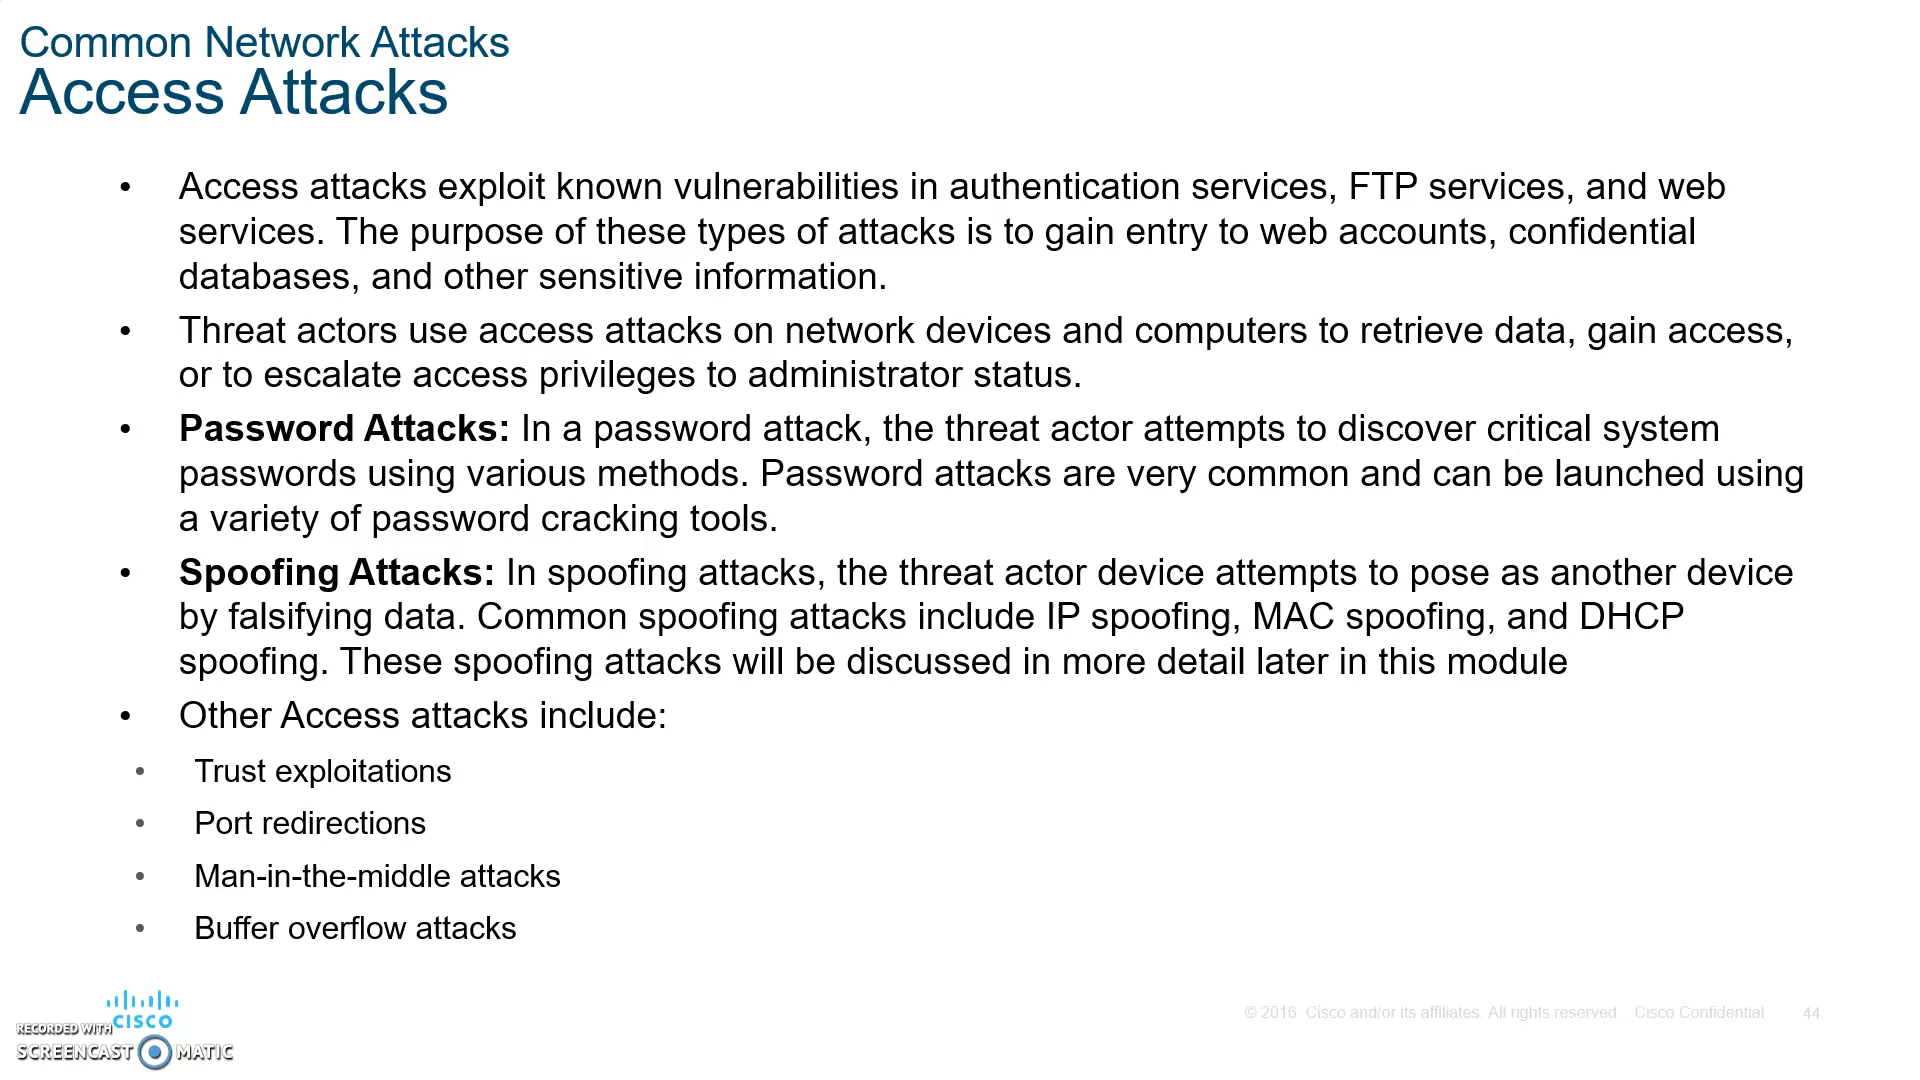 Common Network Attacks
Access Attacks
• Access attacks exploit known vulnerabilities in authentication services, FTP services, and web
services. The purpose of these types of attacks is to gain entry to web accounts, confidential
databases, and other sensitive information.
• Threat actors use access attacks on network devices and computers to retrieve data, gain access,
or to escalate access privileges to administrator status.
• Password Attacks: In a password attack, the threat actor attempts to discover critical system
passwords using various methods. Password attacks are very common and can be launched using
a variety of password cracking tools.
• Spoofing Attacks: In spoofing attacks, the threat actor device attempts to pose as another device
by falsifying data. Common spoofing attacks include IP spoofing, MAC spoofing, and DHCP
spoofing. These spoofing attacks will be discussed in more detail later in this module
• Other Access attacks include:
• Trust exploitations
• Port redirections
• Man-in-the-middle attacks
• Buffer overflow attacks
CISCO
© 2016 Cisco and/or its affiliates. All rights reserved. Cisco Confidential 44
RECORDED WITH
SCREENCAST MATIC